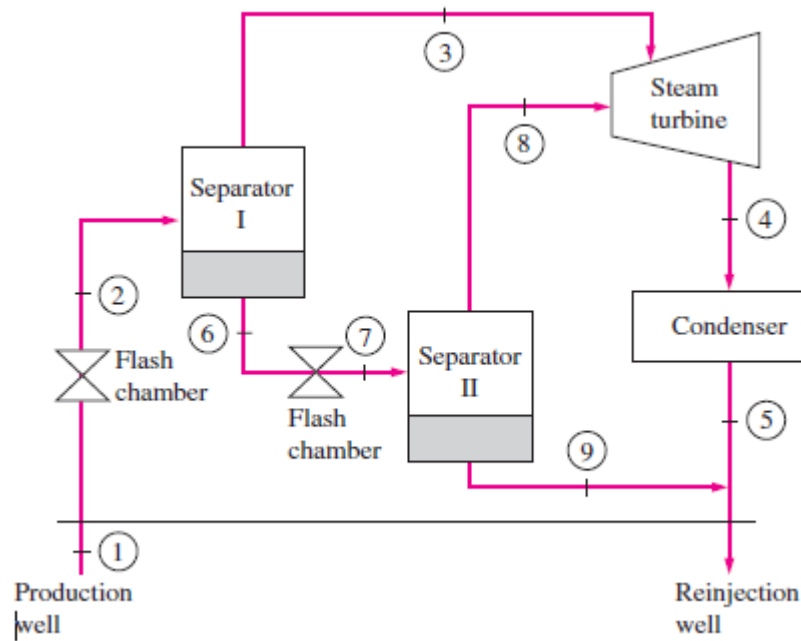 3
Steam
turbine
8
Separator
I
4
2
6
7
Condenser
Flash
chamber
Separator
II
Flash
chamber
5
9
1
Production
well
Reinjection
well